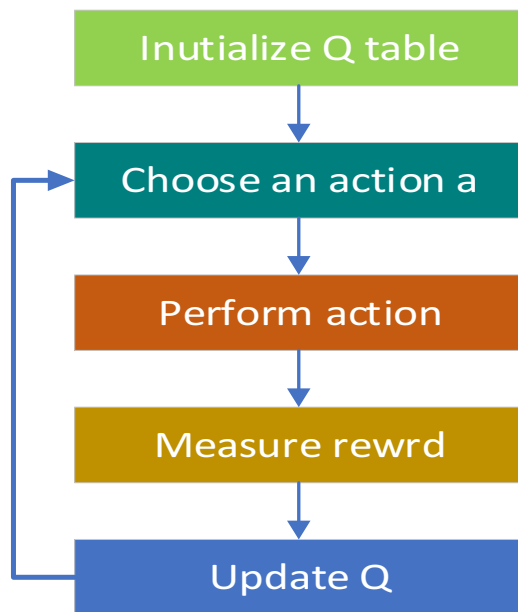 Inutialize Q table
Choose an action a
Perform action
Measure rewrd
Update Q